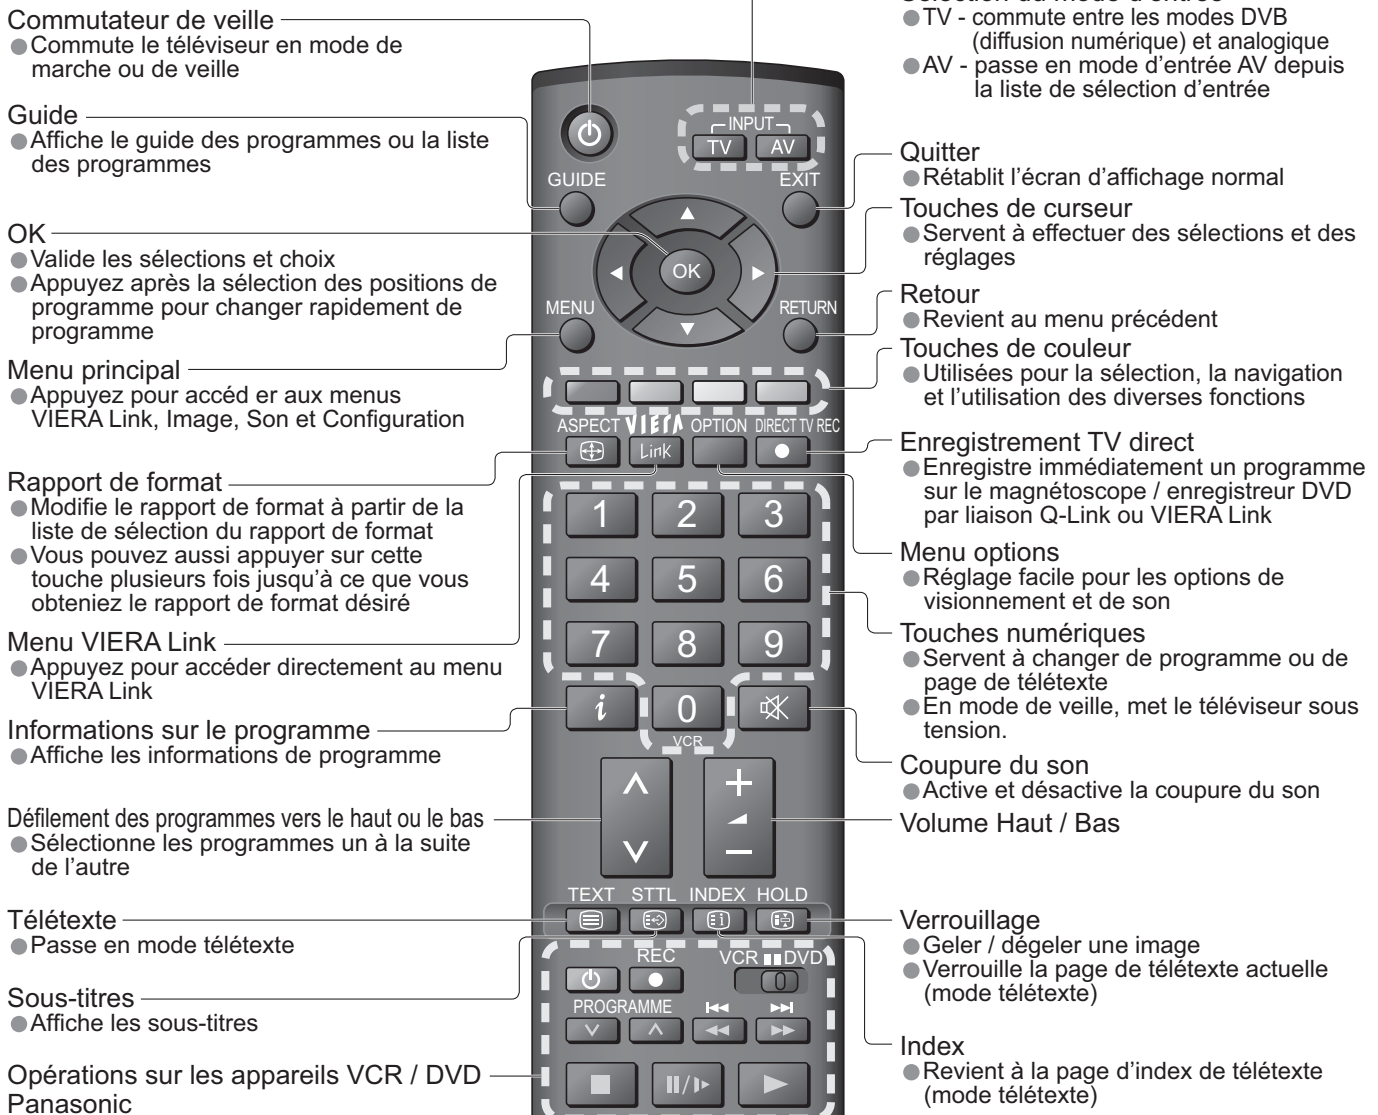 Commutateur de veille
●Commute le téléviseur en mode de
marche ou de veille
Guide
●Affiche le guide des programmes ou la liste
des programmes
OK
●Valide les sélections et choix
●Appuyez après la sélection des positions de
programme pour changer rapidement de
programme
Menu principal
●Appuyez pour accéd er aux menus
VIERA Link, Image, Son et Configuration
Rapport de format
●Modifie le rapport de format à partir de la
liste de sélection du rapport de format
●Vous pouvez aussi appuyer sur cette
touche plusieurs fois jusqu'à ce que vous
obteniez le rapport de format désiré
Menu VIERA Link
●Appuyez pour accéder directement au menu
VIERA Link
Informations sur le programme
●Affiche les informations de programme
Défilement des programmes vers le haut ou le bas
●Sélectionne les programmes un à la suite
de l'autre
Télétexte
●Passe en mode télétexte
Sous-titres
●Affiche les sous-titres
Opérations sur les appareils VCR / DVD
Panasonic
INPUT
TV AV
GUIDE EXIT
OK
MENU RETURN
ASPECT VIERA OPTION DIRECT TV REC
Link
1 2 3
4 5 6
7 8 9
i 0
VCR
TEXT STTL INDEX HOLD
REC VCR DVD
PROGRAMME
●TV - commute entre les modes DVB
(diffusion numérique) et analogique
●AV - passe en mode d'entrée AV depuis
la liste de sélection d'entrée
Quitter
●Rétablit l'écran d'affichage normal
Touches de curseur
●Servent à effectuer des sélections et des
réglages
Retour
●Revient au menu précédent
Touches de couleur
●Utilisées pour la sélection, la navigation
et l'utilisation des diverses fonctions
Enregistrement TV direct
●Enregistre immédiatement un programme
sur le magnétoscope / enregistreur DVD
par liaison Q-Link ou VIERA Link
Menu options
●Réglage facile pour les options de
visionnement et de son
Touches numériques
●Servent à changer de programme ou de
page de télétexte
●En mode de veille, met le téléviseur sous
tension.
Coupure du son
●Active et désactive la coupure du son
Volume Haut / Bas
Verrouillage
●Geler / dégeler une image
●Verrouille la page de télétexte actuelle
(mode télétexte)
Index
●Revient à la page d'index de télétexte
(mode télétexte)